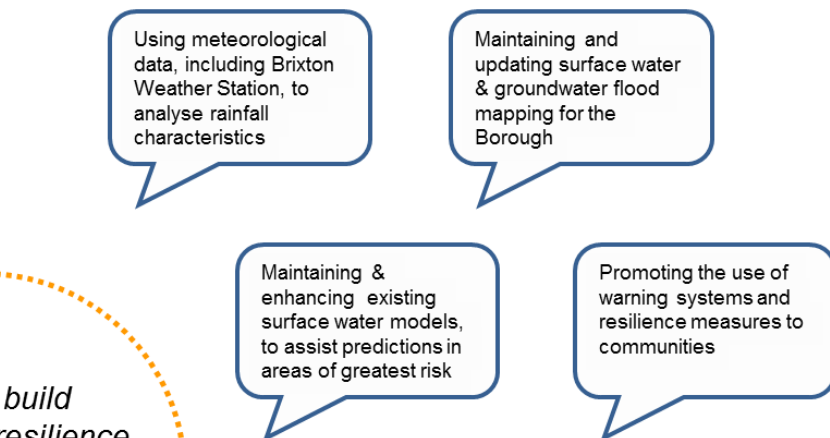 Using meteorological
data, including Brixton
Weather Station, to
analyse rainfall
characteristics
Maintaining and
updating surface water
& groundwater flood
mapping for the
Borough
Maintaining &
enhancing existing
surface water models,
to assist predictions in
areas of greatest risk
Promoting the use of
warning systems and
resilience measures to
communities
build
resilience